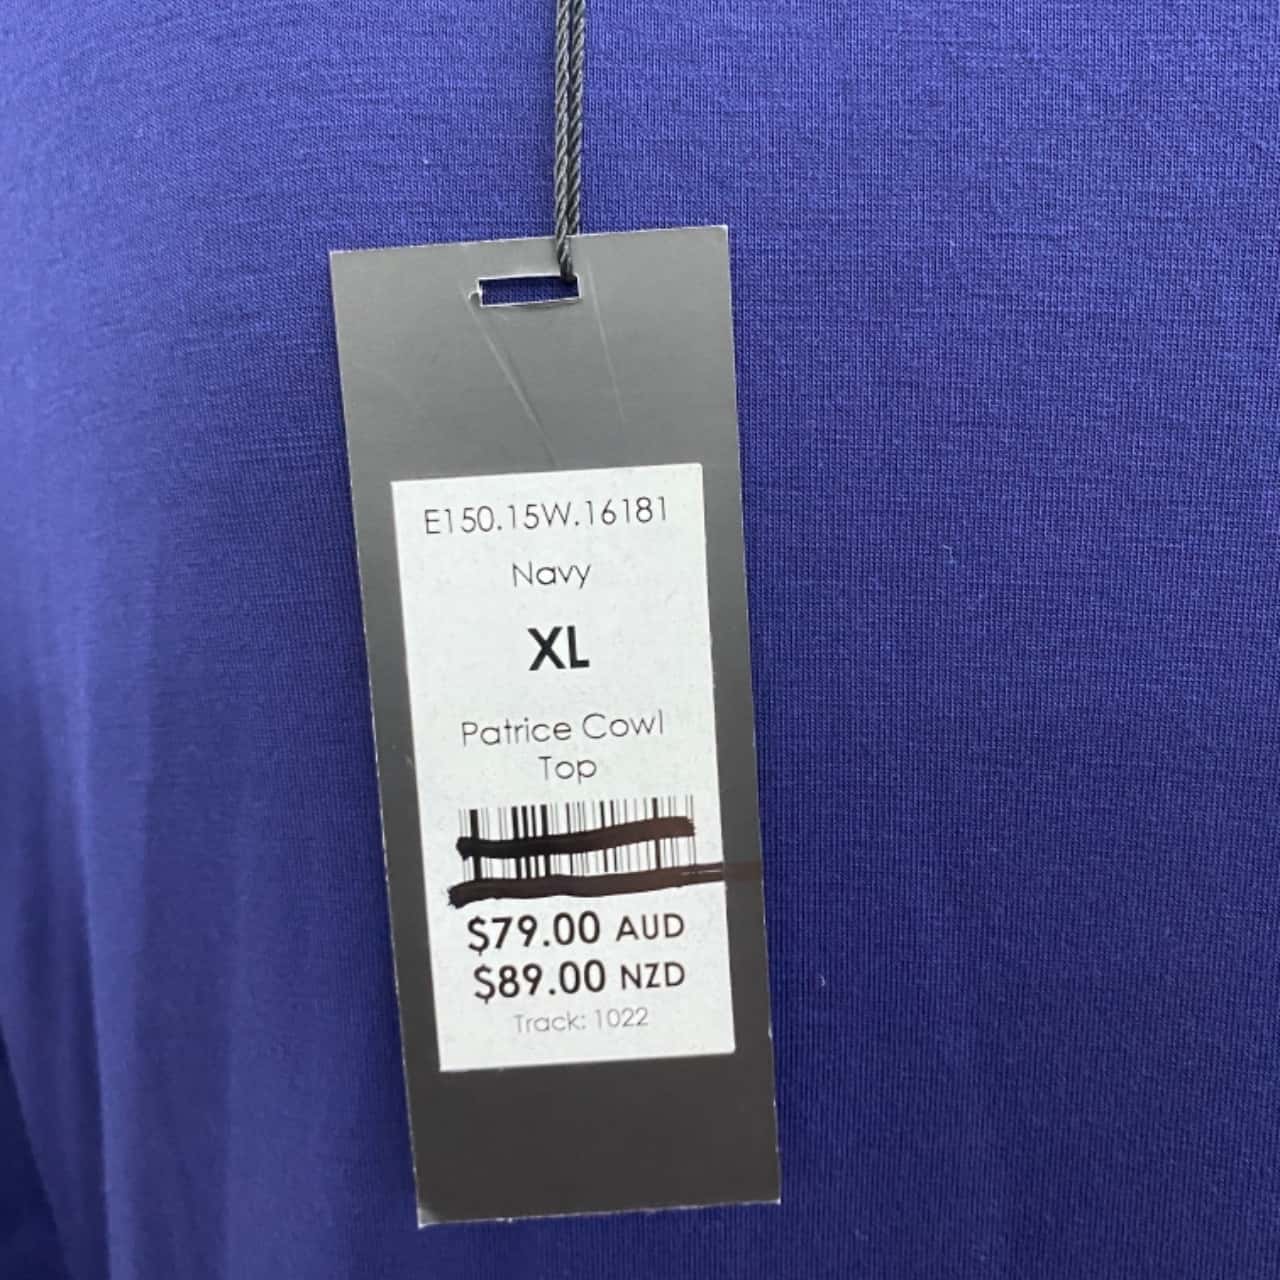 E150.15W.16181
Navy
XL
Patrice Cowl
Top
$79.00 AUD
$89.00 NZD
Track: 1022